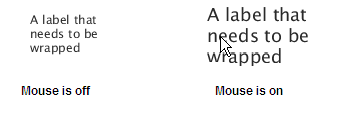 A label that
needs to be
wrapped
Mouse is off
A label that
needs to be
wrapped
Mouse is on